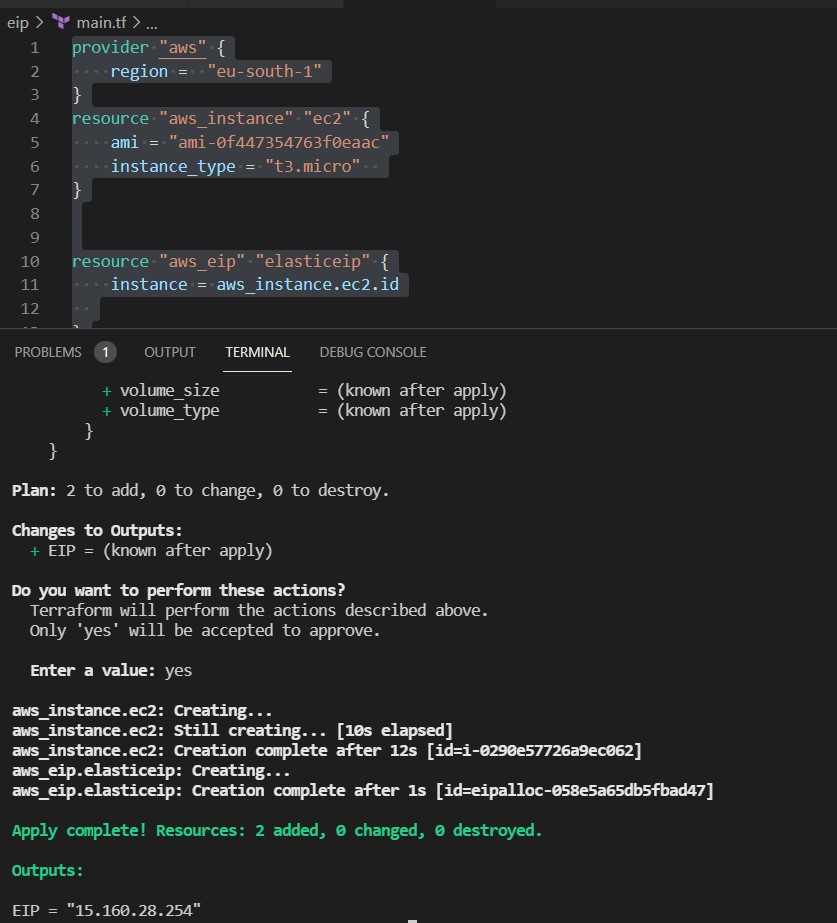 eip > main.tf > ...
1 provider "aws" {
2 region = "eu-south-1"
3 }
4 resource "aws_instance" "ec2" {
5 ami = "ami-0f447354763f0eaac"
6 instance_type = "t3.micro"
7 }
8
9
10 resource "aws_eip" "elasticeip" {
11 instance = aws_instance.ec2.id
12
PROBLEMS 1 OUTPUT TERMINAL DEBUG CONSOLE
+ volume_size = (known after apply)
+ volume_type = (known after apply)
}
}
Plan: 2 to add, 0 to change, 0 to destroy.
Changes to Outputs:
+ EIP = (known after apply)
Do you want to perform these actions?
Terraform will perform the actions described above.
Only 'yes' will be accepted to approve.
Enter a value: yes
aws_instance.ec2: Creating...
aws_instance.ec2: Still creating... [10s elapsed]
aws_instance.ec2: Creation complete after 12s [id=i-0290e57726a9ec062]
aws_eip.elasticeip: Creating...
aws_eip.elasticeip: Creation complete after 1s [id=eipalloc-058e5a65db5fbad47]
Apply complete! Resources: 2 added, 0 changed, 0 destroyed.
Outputs:
EIP = "15.160.28.254"